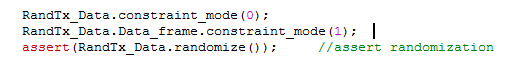 RandTx_Data.constraint_mode(0);
RandTx_Data.Data_frame.constraint_mode(1);
assert(RandTx_Data.randomize());     //assert randomization